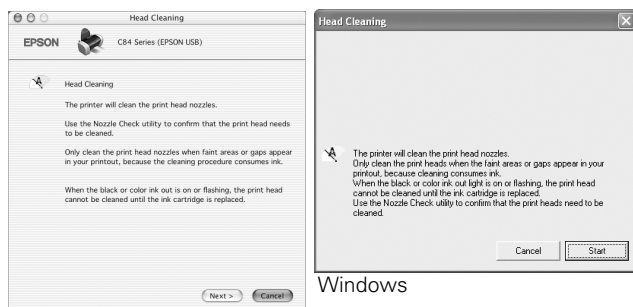 Head Cleaning
EPSON
C84 Series (EPSON USB)
Head Cleaning
The printer will clean the print head nozzles.
Use the Nozzle Check utility to confirm that the print head needs
to be cleaned.
Only clean the print head nozzles when faint areas or gaps appear
in your printout, because the cleaning procedure consumes ink.
When the black or color ink out is on or flashing, the print head
cannot be cleaned until the ink cartridge is replaced.
Next >
Cancel
Head Cleaning
The printer will clean the print head nozzles.
Only clean the print heads when the faint areas or gaps appear in your
printout, because cleaning consumes ink.
When the black or color ink out light is on or flashing, the print head
cannot be cleaned until the ink cartridge is replaced.
Use the Nozzle Check utility to confirm that the print heads need to be
cleaned.
Cancel
Start
Windows